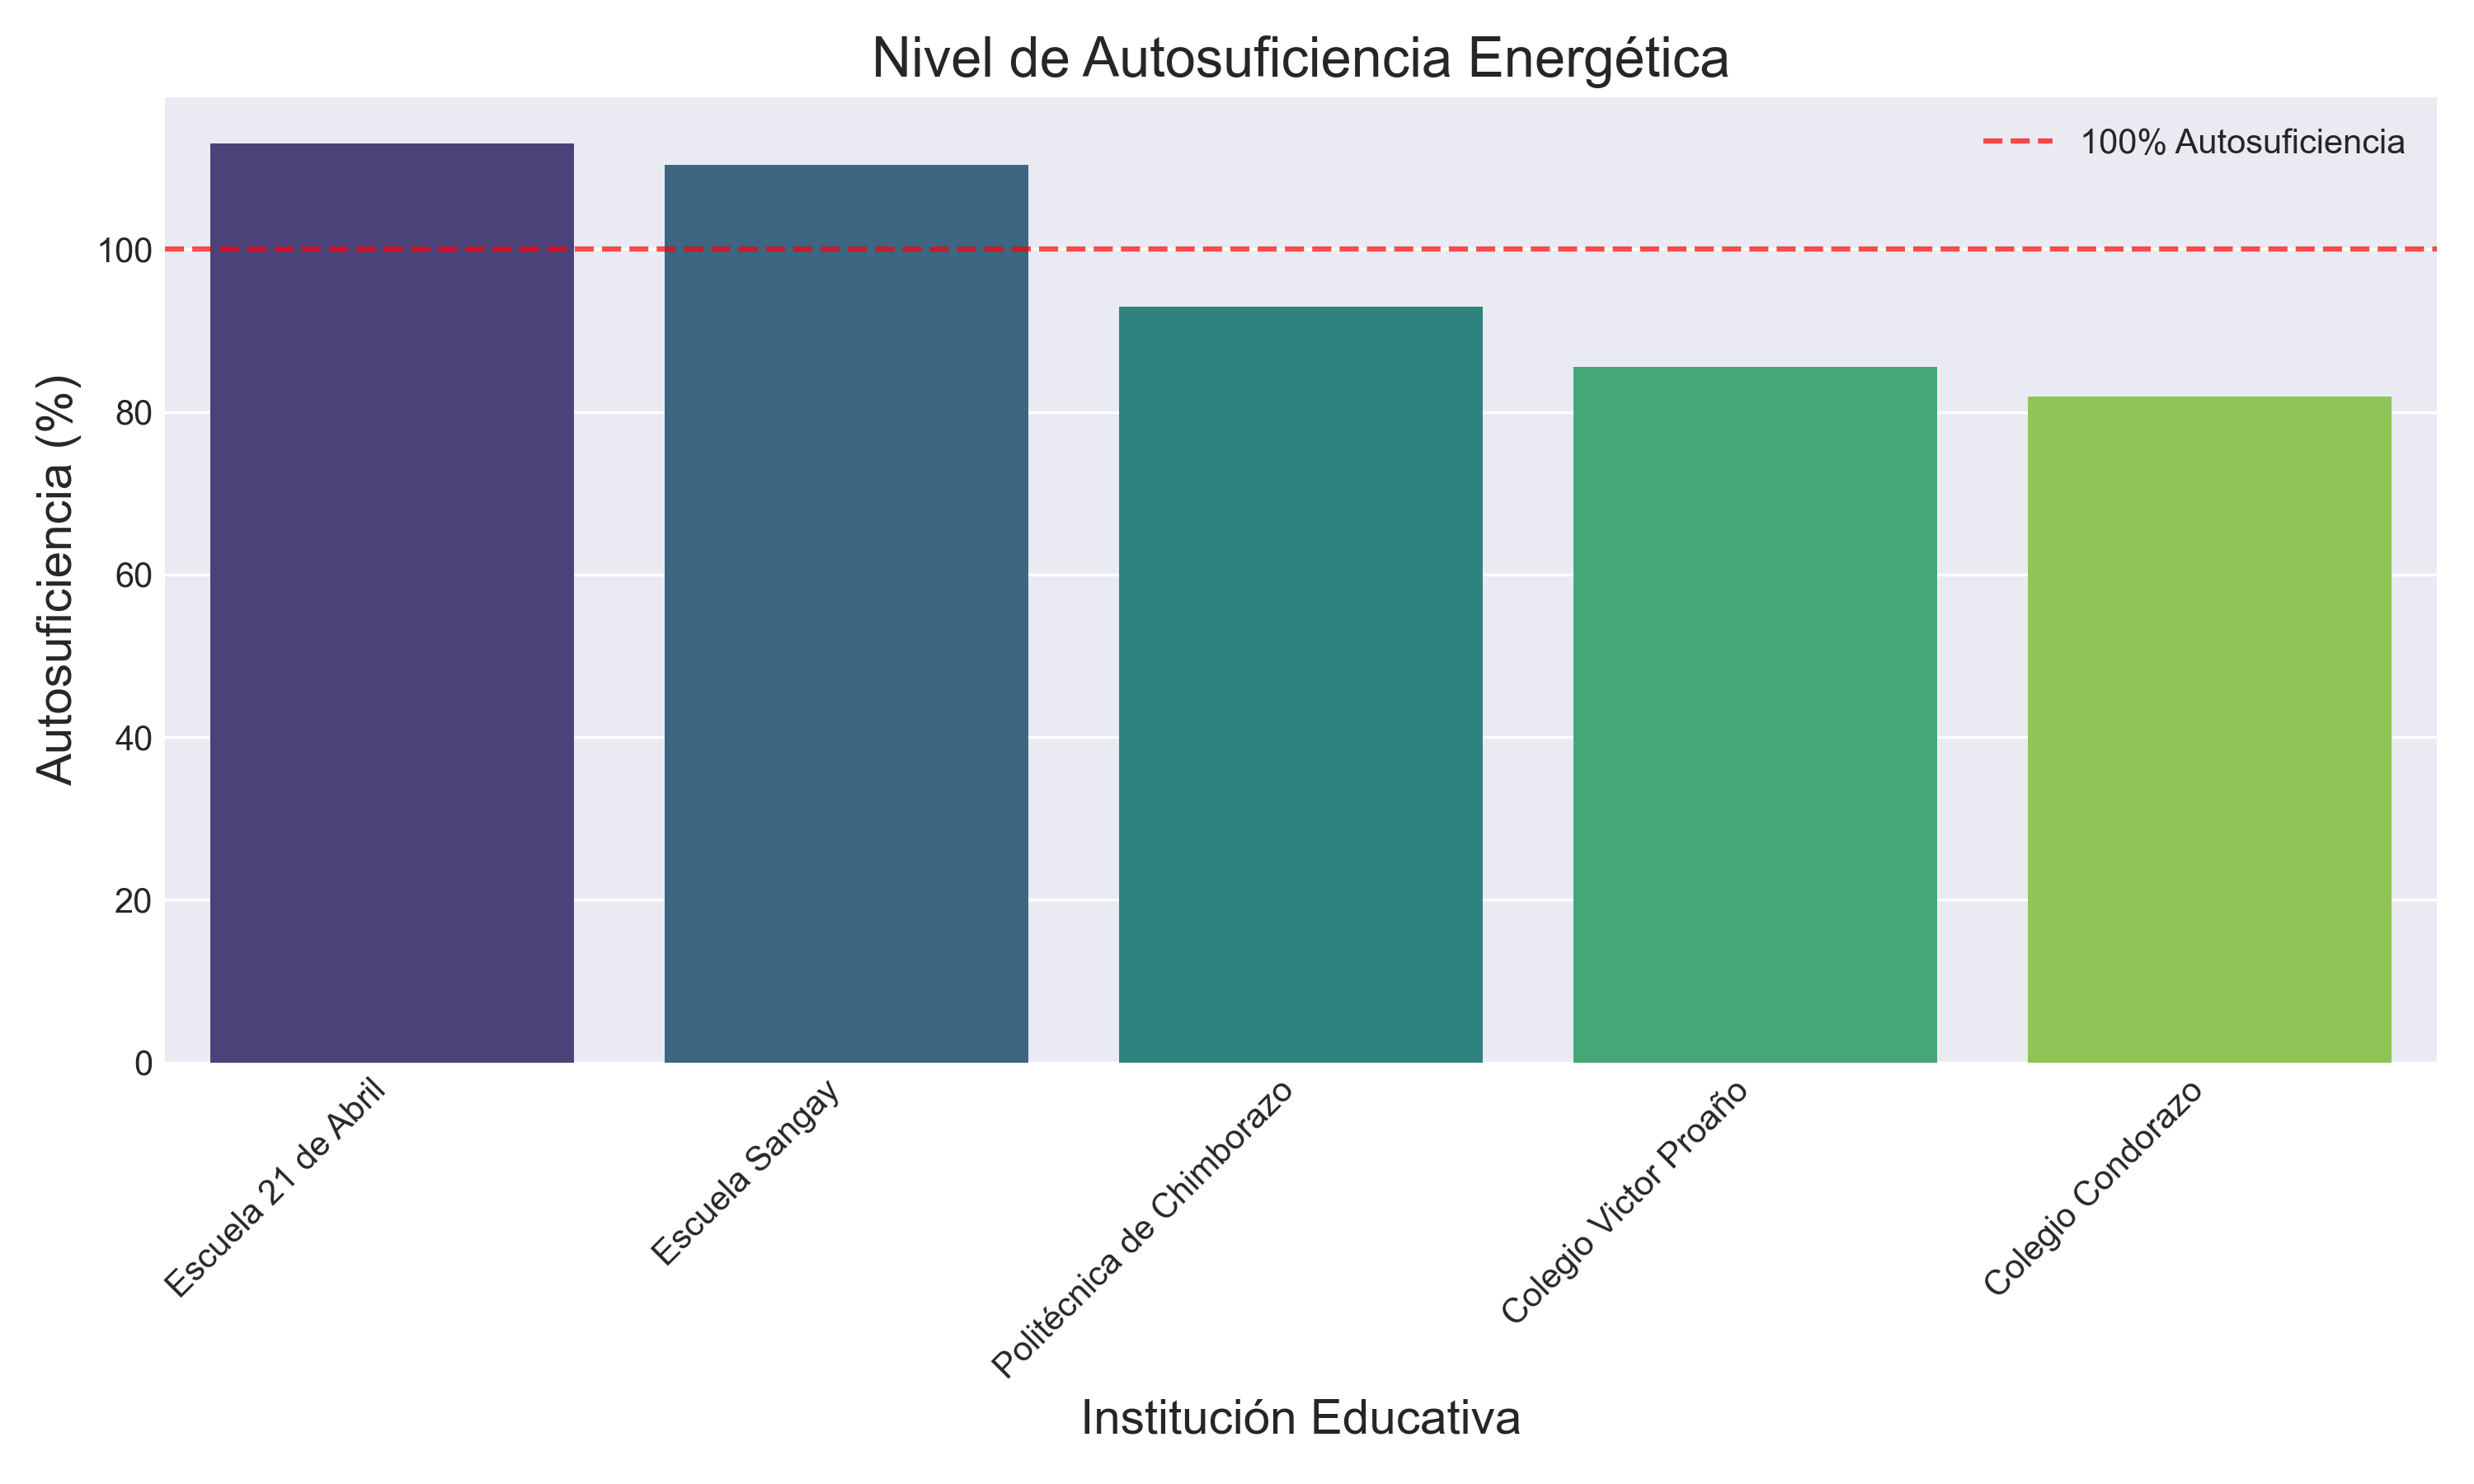 Nivel de Autosuficiencia Energética
100% Autosuficiencia
Autosuficiencia (%)
100
80
60
40
20
0
Escuela 21 de Abril
Escuela Sangay
Politécnica de Chimborazo
Colegio Victor Proaño
Colegio Condorazo
Institución Educativa